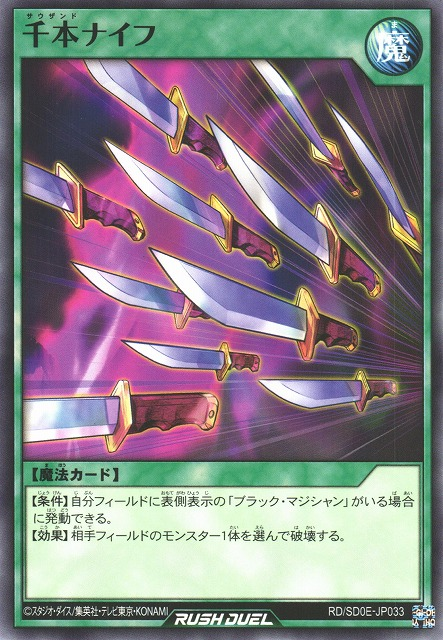 サウザンド
千本ナイフ
ま
魔
【魔法カード】
【条件】自分フィールドに表側表示の「ブラック・マジシャン」がいる場合
に発動できる。
【効果】相手フィールドのモンスター1体を選んで破壊する。
©スタジオ・ダイス/集英社・テレビ東京・KONAMI
RUSH DUEL
RD/SD0E-JP033